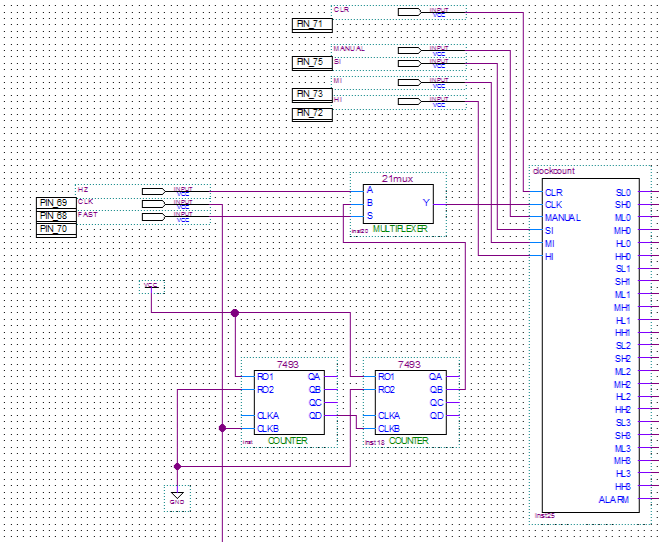 CLR INPUT
VCC
PIN_71
MANUAL INPUT
VCC
PIN_75 SI INPUT
VCC
MI INPUT
VCC
PIN_73 HI INPUT
VCC
PIN_72
clockcount
21mux
HZ INPUT
VCC
PIN_69 CLK INPUT
VCC
PIN_68 FAST INPUT
VCC
PIN_70
A
B Y
S
inst20 MULTIPLEXER
CLR SL0
CLK SH0
MANUAL ML0
SI MH0
MI HL0
HI HH0
SL1
SH1
ML1
MH1
HL1
HH1
SL2
SH2
ML2
MH2
HL2
HH2
SL3
SH3
ML3
MH3
HL3
HH3
ALARM
inst25
VCC
7493
RO1 QA
RO2 QB
QC
CLKA QD
CLKB
inst COUNTER
7493
RO1 QA
RO2 QB
QC
CLKA QD
CLKB
inst18 COUNTER
GND